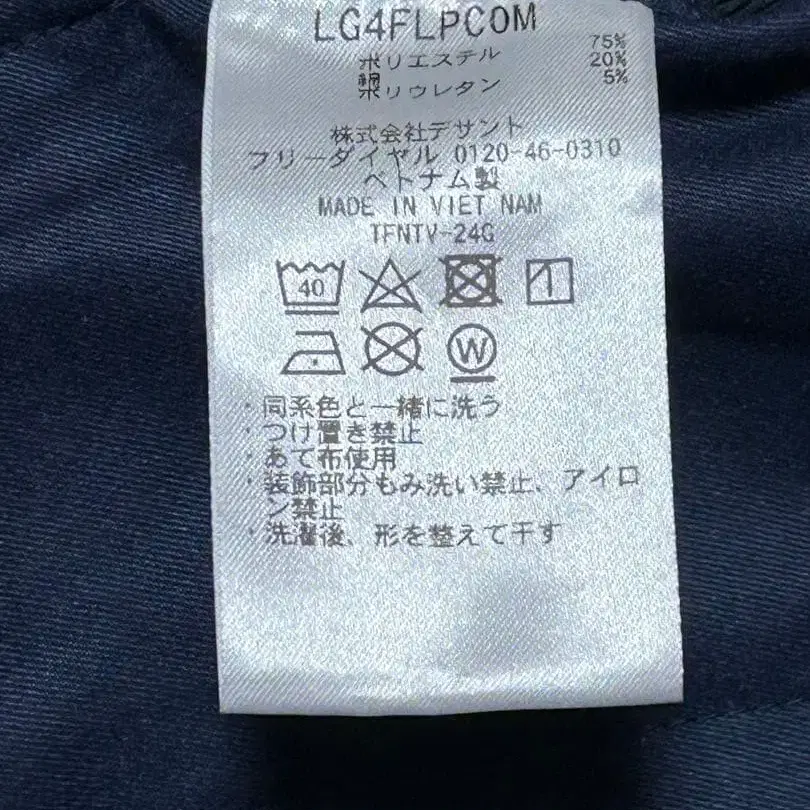 LG4FLPC0M
ポリエステル 75%
綿 20%
ポリウレタン 5%
株式会社デサント
フリーダイヤル 0120-46-0310
ベトナム製
MADE IN VIET NAM
TFNTV-24G
40
W
・同系色と一緒に洗う
・つけ置き禁止
・あて布使用
・装飾部分もみ洗い禁止、アイロ
ン禁止
・洗濯後、形を整えて干す